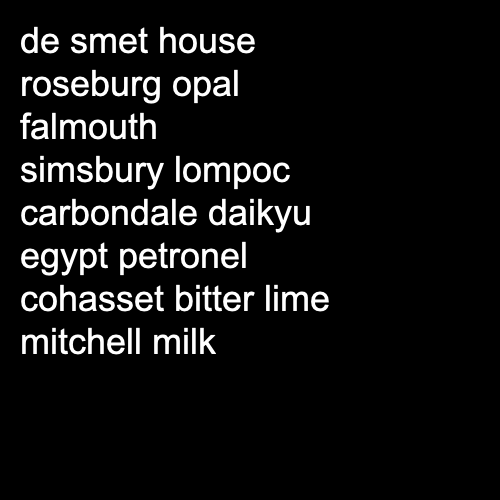 de smet house
roseburg opal
falmouth
simsbury lompoc
carbondale daikyu
egypt petronel
cohasset bitter lime
mitchell milk